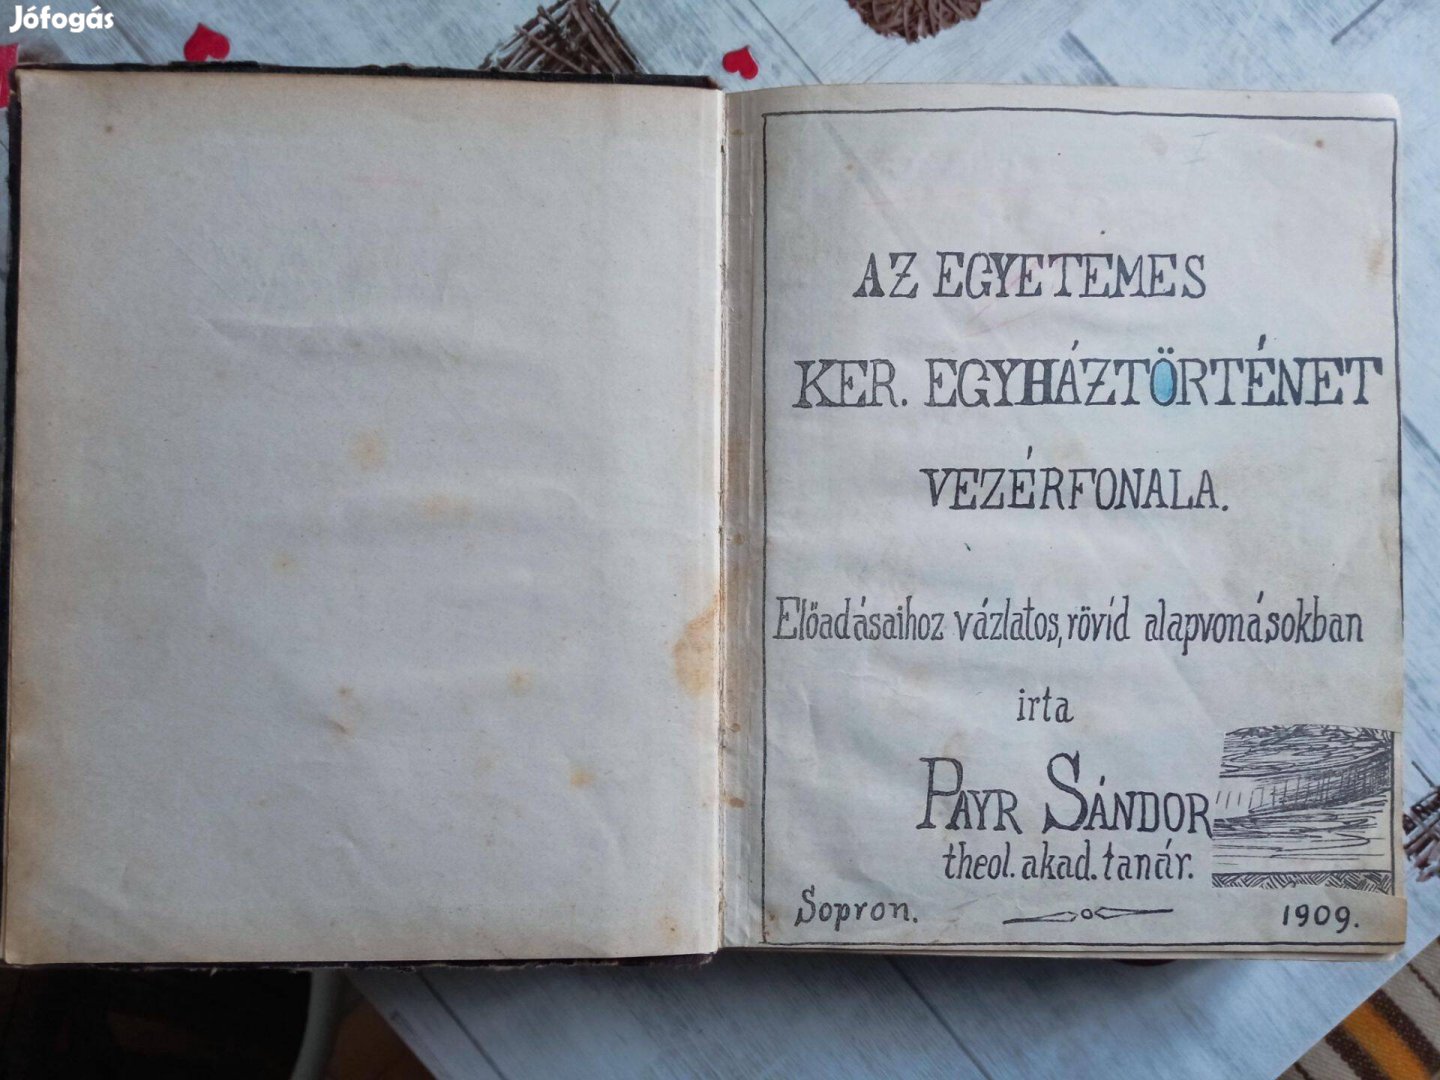 Jófogás
AZ EGYETEMES
KER. EGYHÁZTÖRTÉNET
VEZÉRFONALA.
Előadásaihoz vázlatos, rövid alapvonásokban
irta
PAYR SÁNDOR
theol. akad. tanár.
Sopron.
1909.